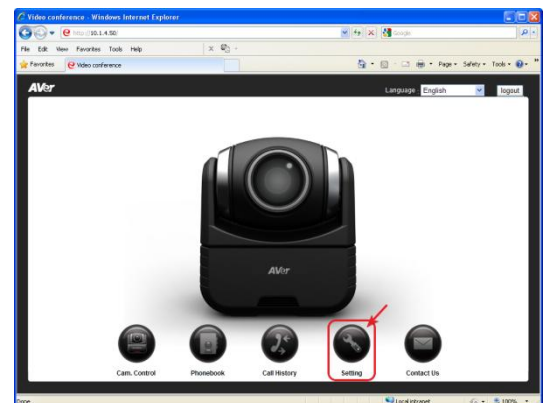 Video conference - Windows Internet Explorer
http://10.1.4.50/
Google
File Edit View Favorites Tools Help
Favorites Video conference
Page Safety Tools
AVer Language English logout
AVer
Cam. Control Phonebook Call History Setting Contact Us
Done Local intranet 100%